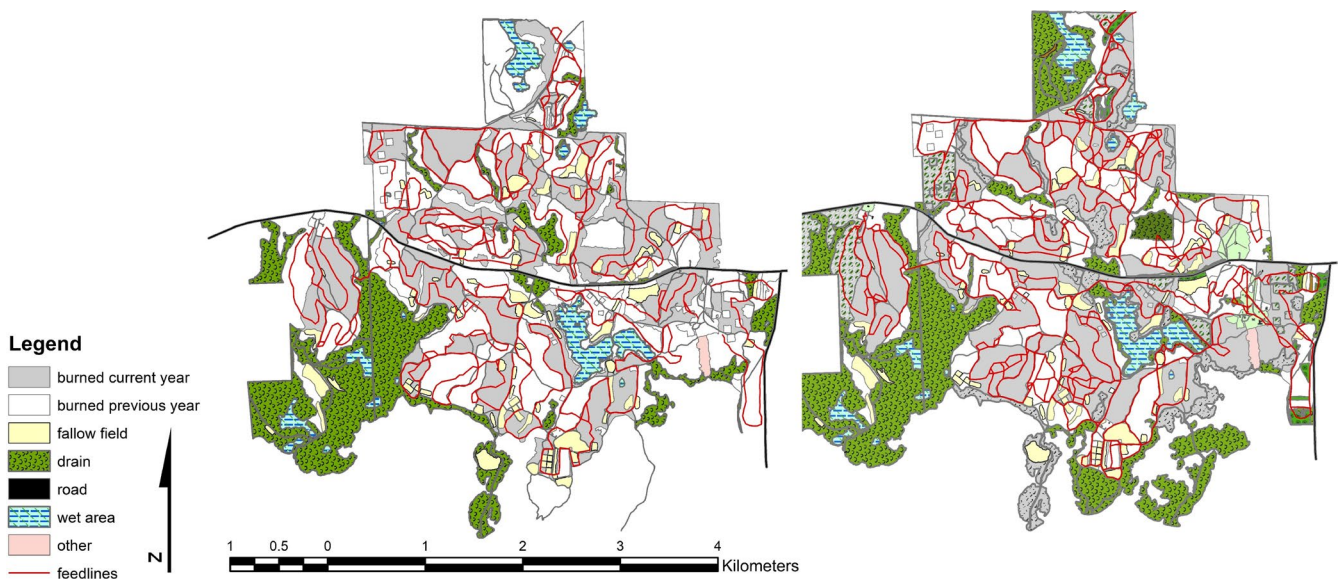 Legend
burned current year
burned previous year
fallow field
drain
road
wet area
other
feedlines
N
1 0.5 0 1 2 3 4
Kilometers